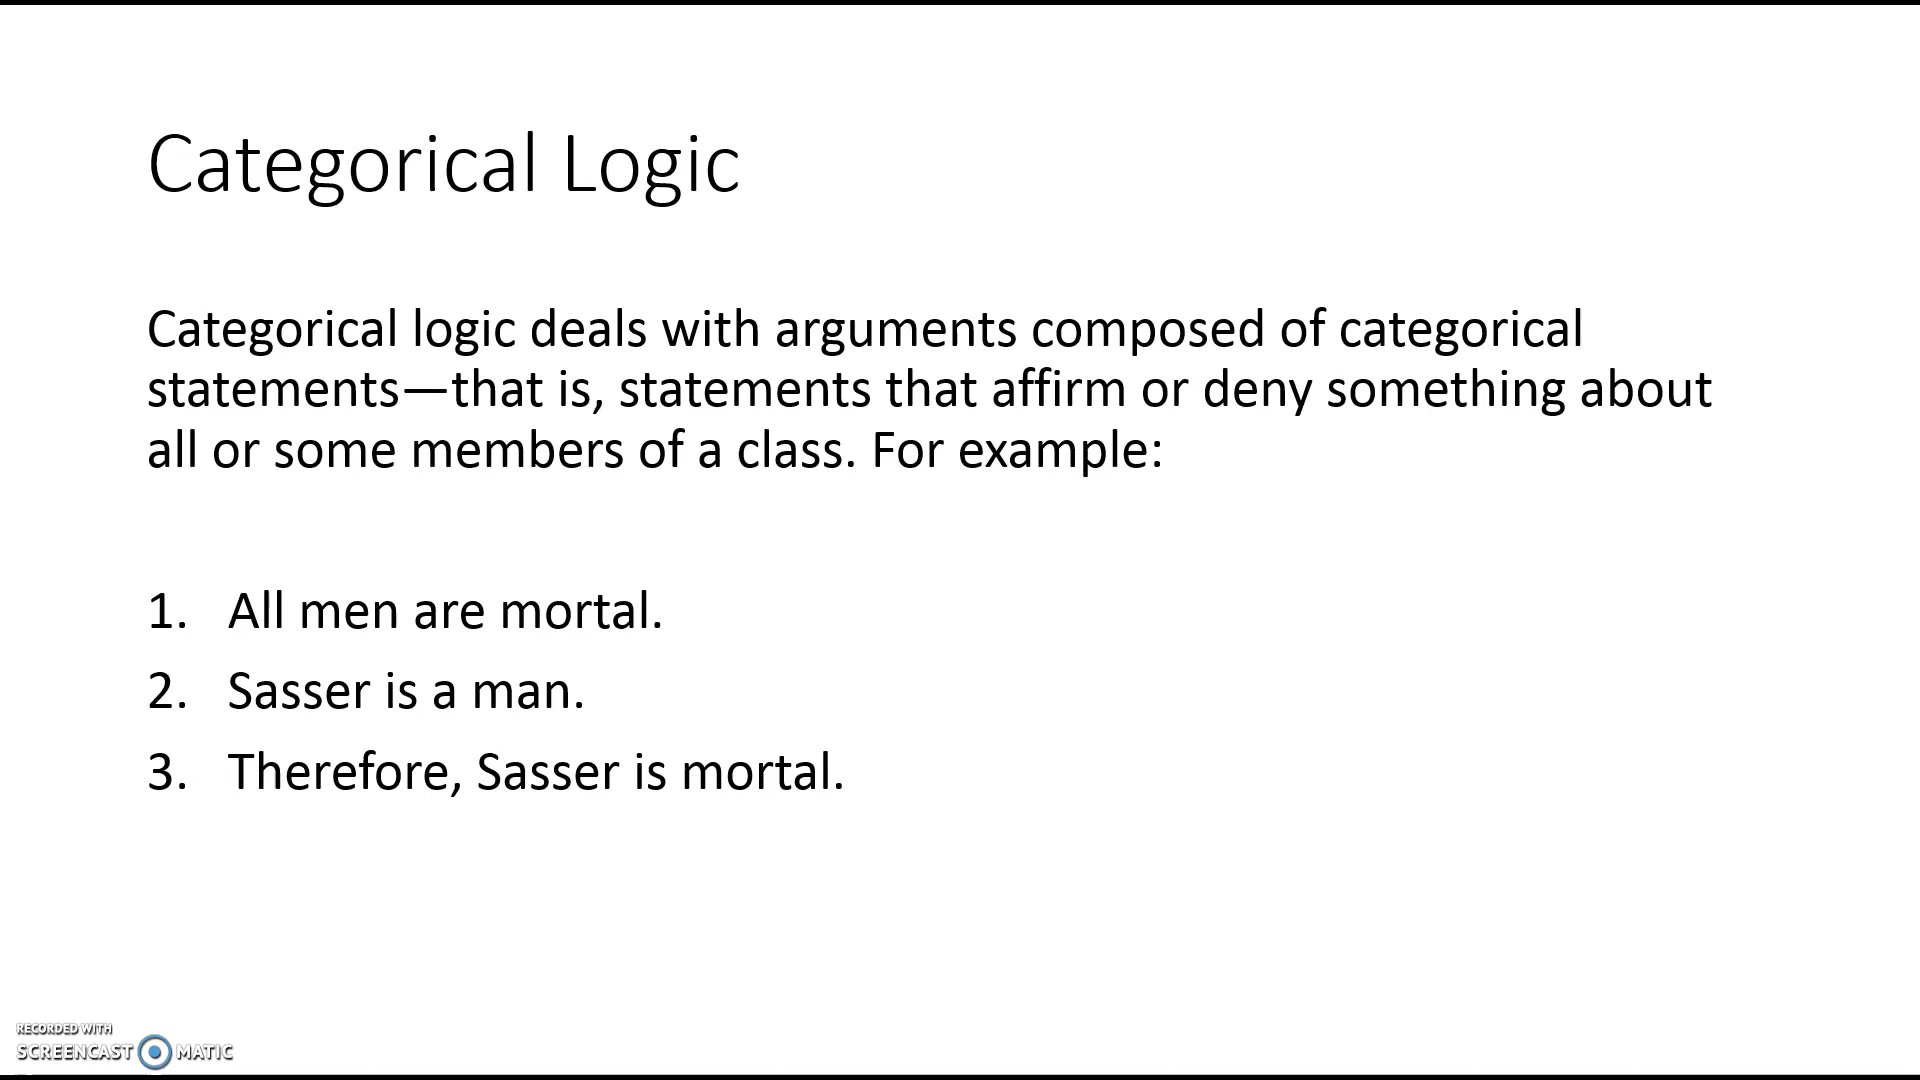 Categorical Logic
Categorical logic deals with arguments composed of categorical
statements—that is, statements that affirm or deny something about
all or some members of a class. For example:
1. All men are mortal.
2. Sasser is a man.
3. Therefore, Sasser is mortal.
RECORDED WITH
SCREENCAST MATIC